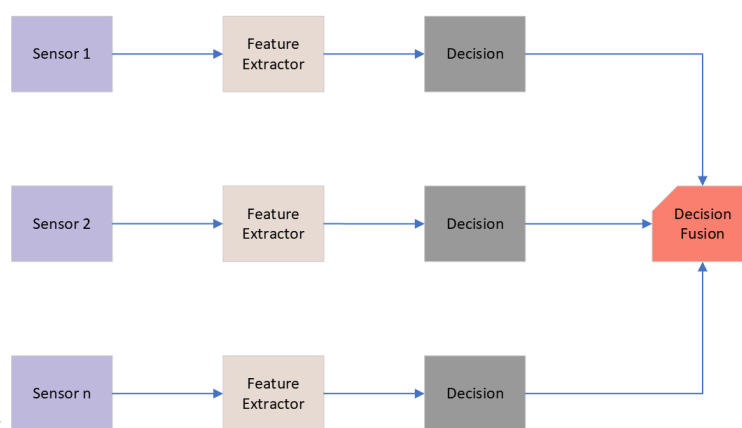 Sensor 1
Feature
Extractor
Decision
Sensor 2
Feature
Extractor
Decision
Decision
Fusion
Sensor n
Feature
Extractor
Decision